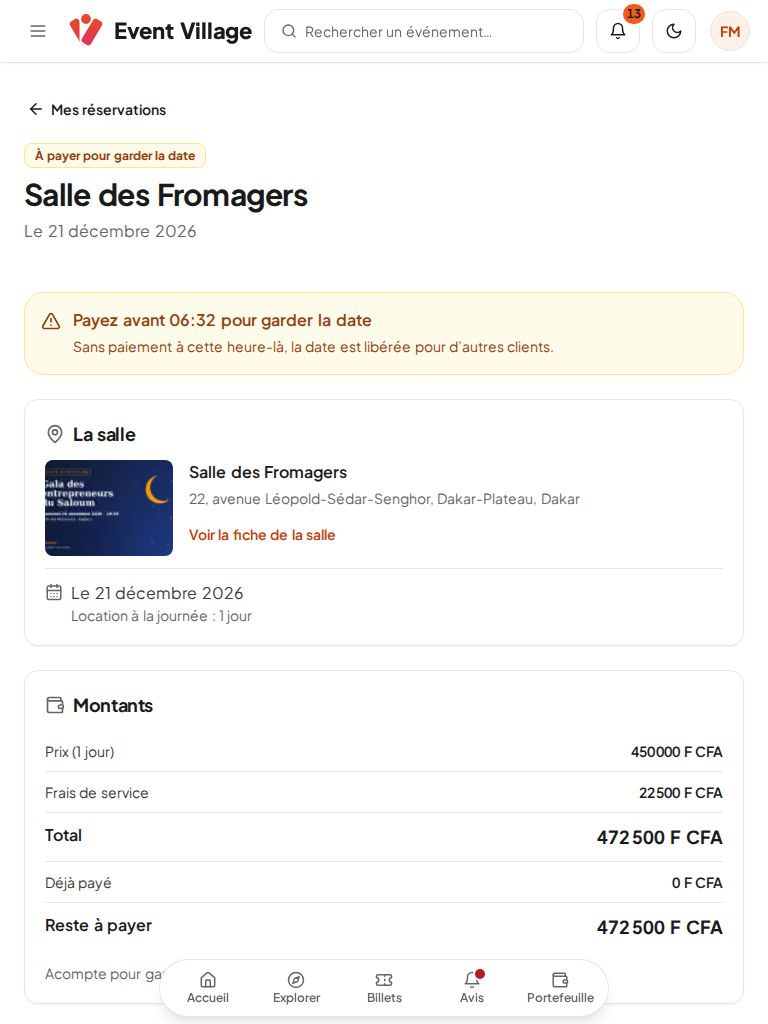 Event Village
Rechercher un événement…
13
FM
Mes réservations
À payer pour garder la date
Salle des Fromagers
Le 21 décembre 2026
Payez avant 06:32 pour garder la date
Sans paiement à cette heure-là, la date est libérée pour d’autres clients.
La salle
Gala des
entrepreneurs
du Saloum
Salle des Fromagers
22, avenue Léopold-Sédar-Senghor, Dakar-Plateau, Dakar
Voir la fiche de la salle
Le 21 décembre 2026
Location à la journée : 1 jour
Montants
Prix (1 jour) 450 000 F CFA
Frais de service 22 500 F CFA
Total 472 500 F CFA
Déjà payé 0 F CFA
Reste à payer 472 500 F CFA
Acompte pour
Accueil Explorer Billets Avis Portefeuille